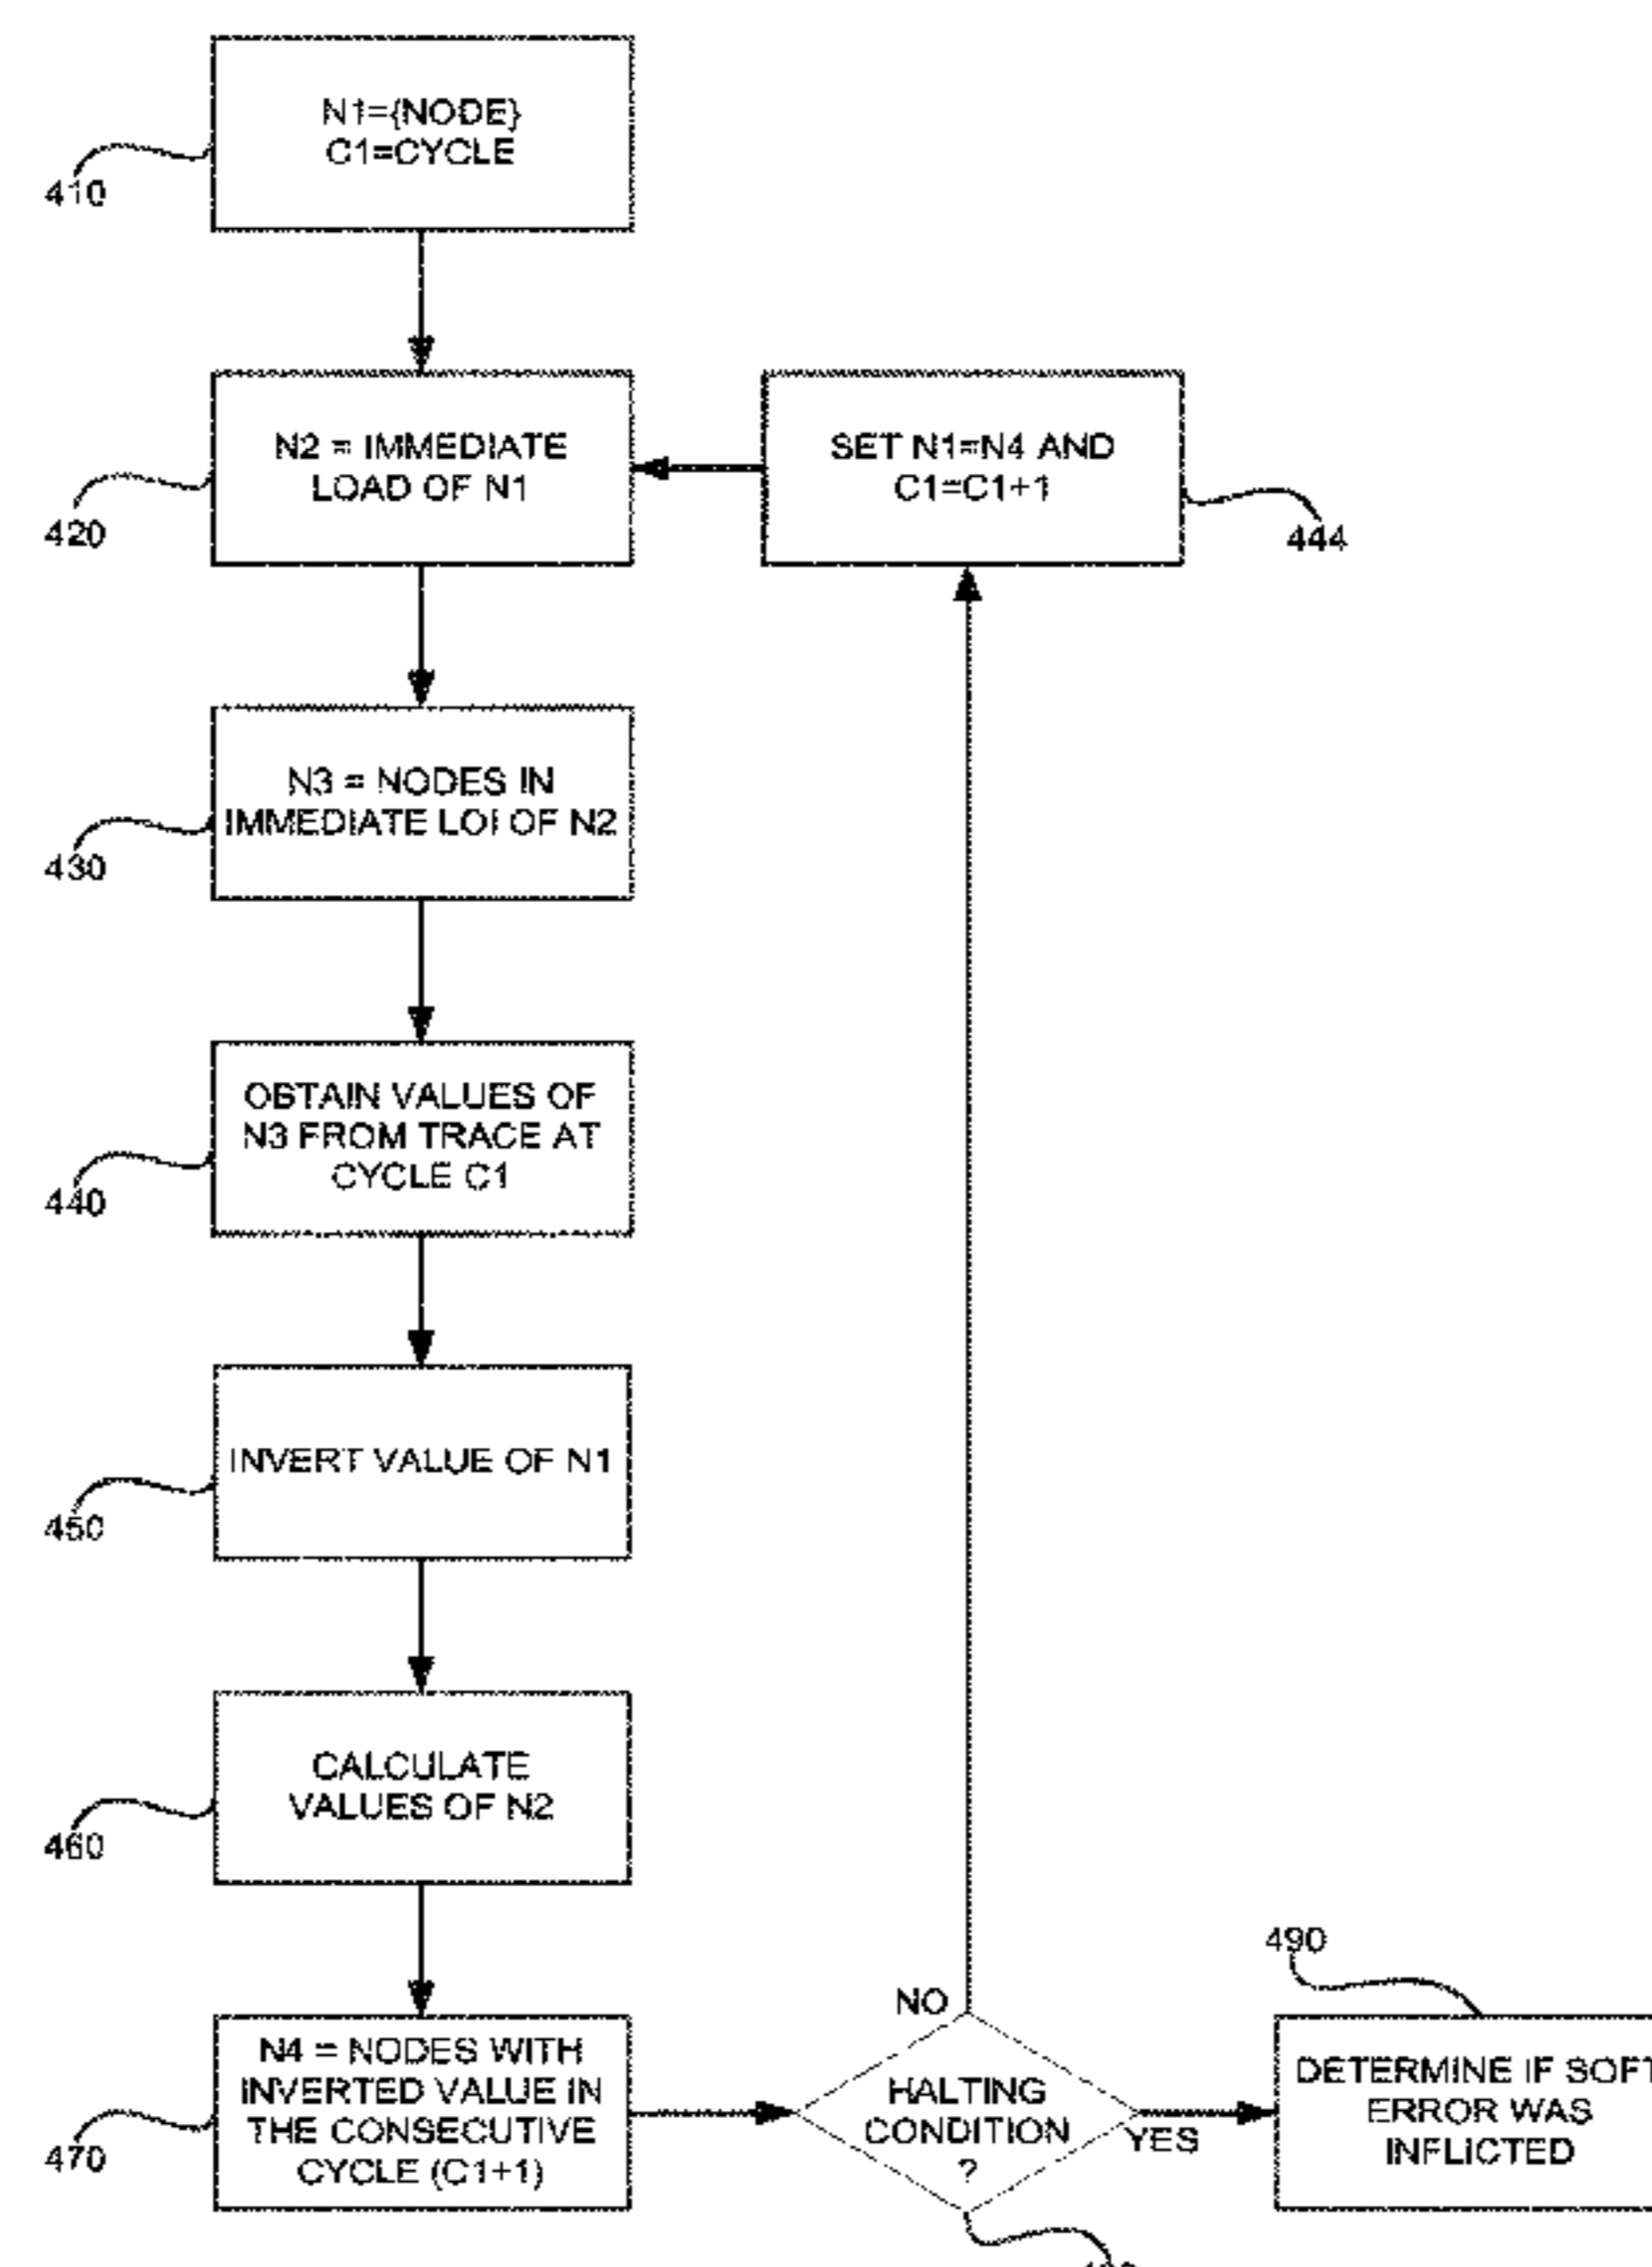 N1={NODE}
C1=CYCLE
410
N2 = IMMEDIATE
LOAD OF N1
420
SET N1=N4 AND
C1=C1+1
444
N3 = NODES IN
IMMEDIATE LOI OF N2
430
OBTAIN VALUES OF
N3 FROM TRACE AT
CYCLE C1
440
INVERT VALUE OF N1
450
CALCULATE
VALUES OF N2
460
490
NO
N4 = NODES WITH
INVERTED VALUE IN
THE CONSECUTIVE
CYCLE (C1+1)
470
HALTING
CONDITION
?
YES
DETERMINE IF SOFT
ERROR WAS
INFLICTED